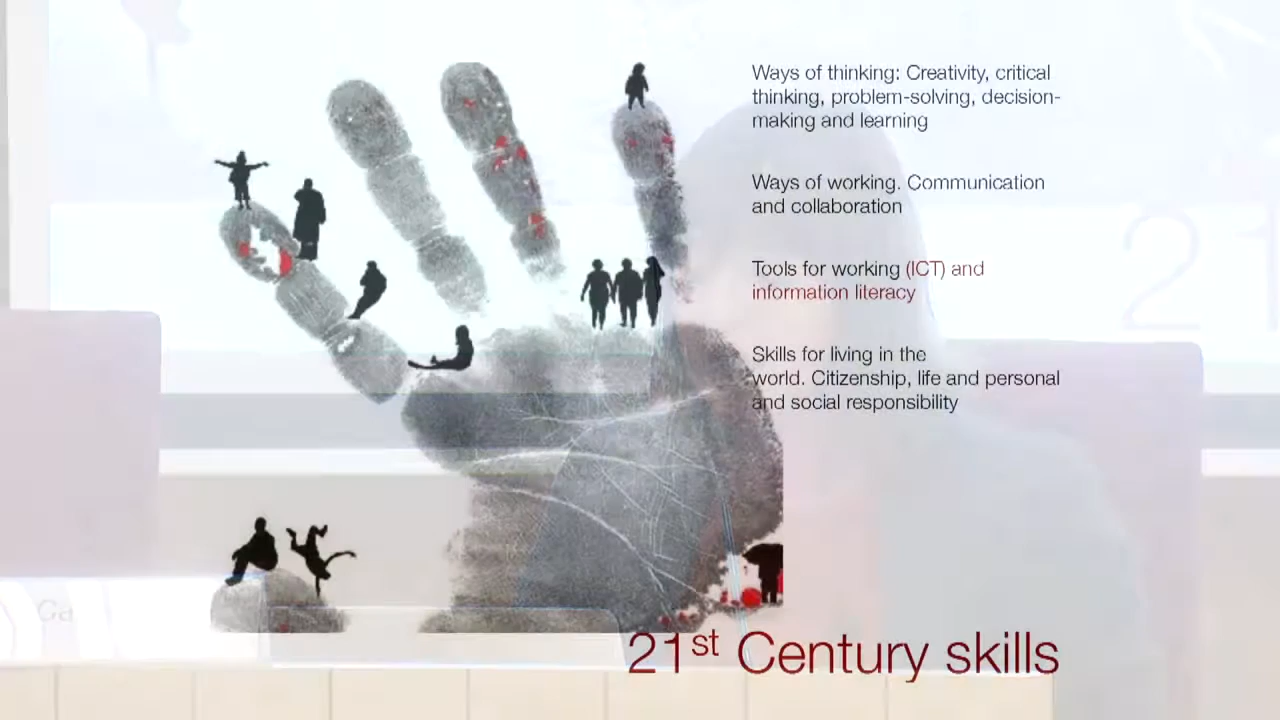 Ways of thinking: Creativity, critical
thinking, problem-solving, decision-
making and learning
Ways of working. Communication
and collaboration
Tools for working (ICT) and
information literacy
Skills for living in the
world. Citizenship, life and personal
and social responsibility
21st Century skills
21